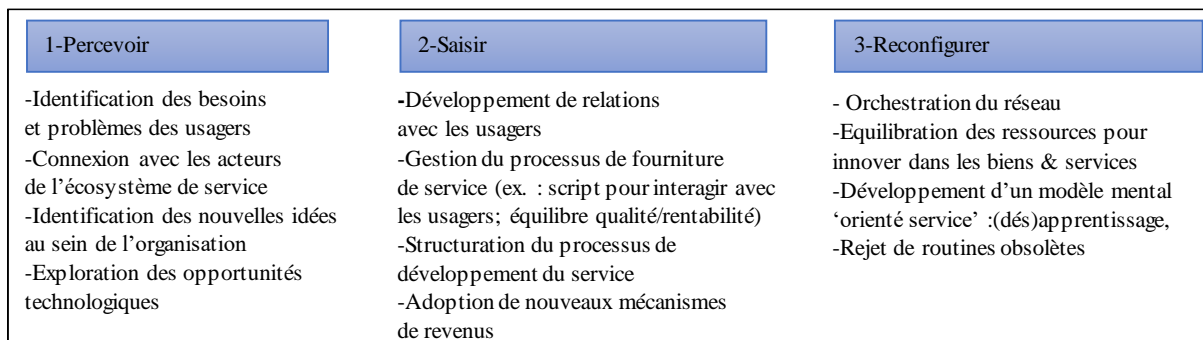 1-Percevoir
-Identification des besoins
et problèmes des usagers
-Connexion avec les acteurs
de l'écosystème de service
-Identification des nouvelles idées
au sein de l'organisation
-Exploration des opportunités
technologiques
2-Saisir
-Développement de relations
avec les usagers
-Gestion du processus de fourniture
de service (ex. : script pour interagir avec
les usagers; équilibre qualité/rentabilité)
-Structuration du processus de
développement du service
-Adoption de nouveaux mécanismes
de revenus
3-Reconfigurer
- Orchestration du réseau
-Equilibration des ressources pour
innover dans les biens & services
-Développement d'un modèle mental
‘orienté service’ :(dés)apprentissage,
-Rejet de routines obsolètes